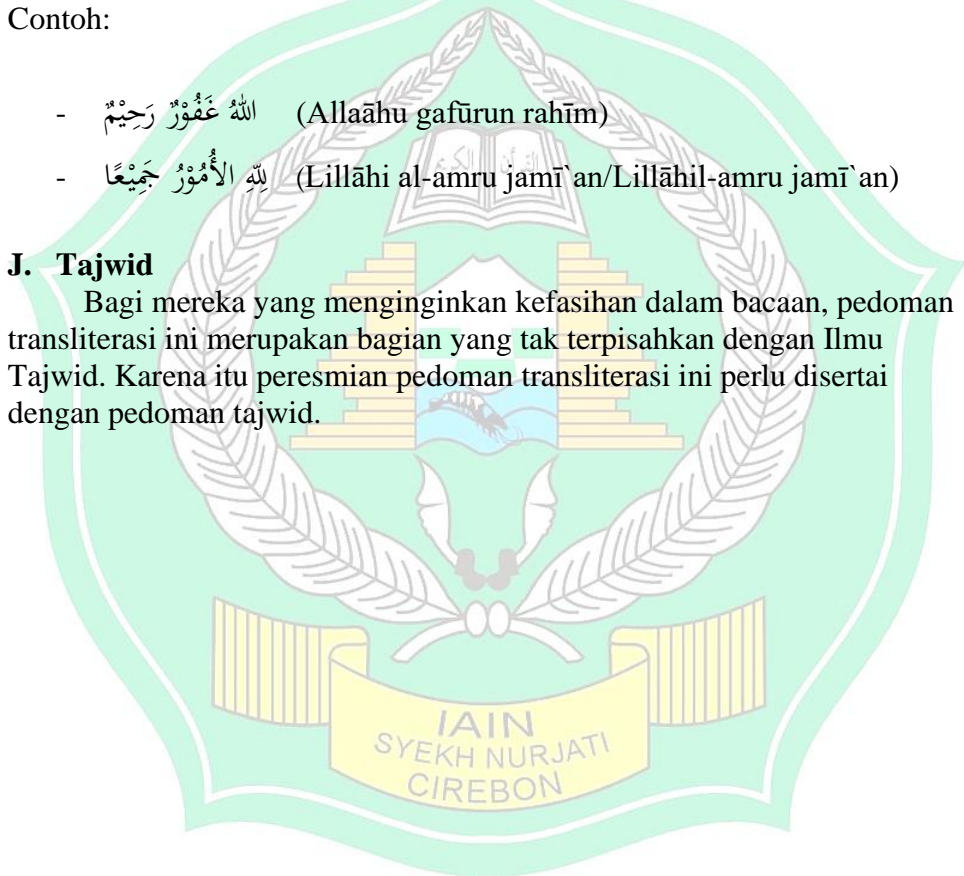 Contoh:
- اللهُ غَفُوْرٌ رَحِيْمٌ (Allaāhu gafūrun rahīm)
- لِلّهِ الأُمُوْرُ جَمِيْعًا (Lillāhi al-amru jamī`an/Lillāhil-amru jamī`an)
J. Tajwid
Bagi mereka yang menginginkan kefasihan dalam bacaan, pedoman
transliterasi ini merupakan bagian yang tak terpisahkan dengan Ilmu
Tajwid. Karena itu peresmian pedoman transliterasi ini perlu disertai
dengan pedoman tajwid.
IAIN
SYEKH NURJATI
CIREBON